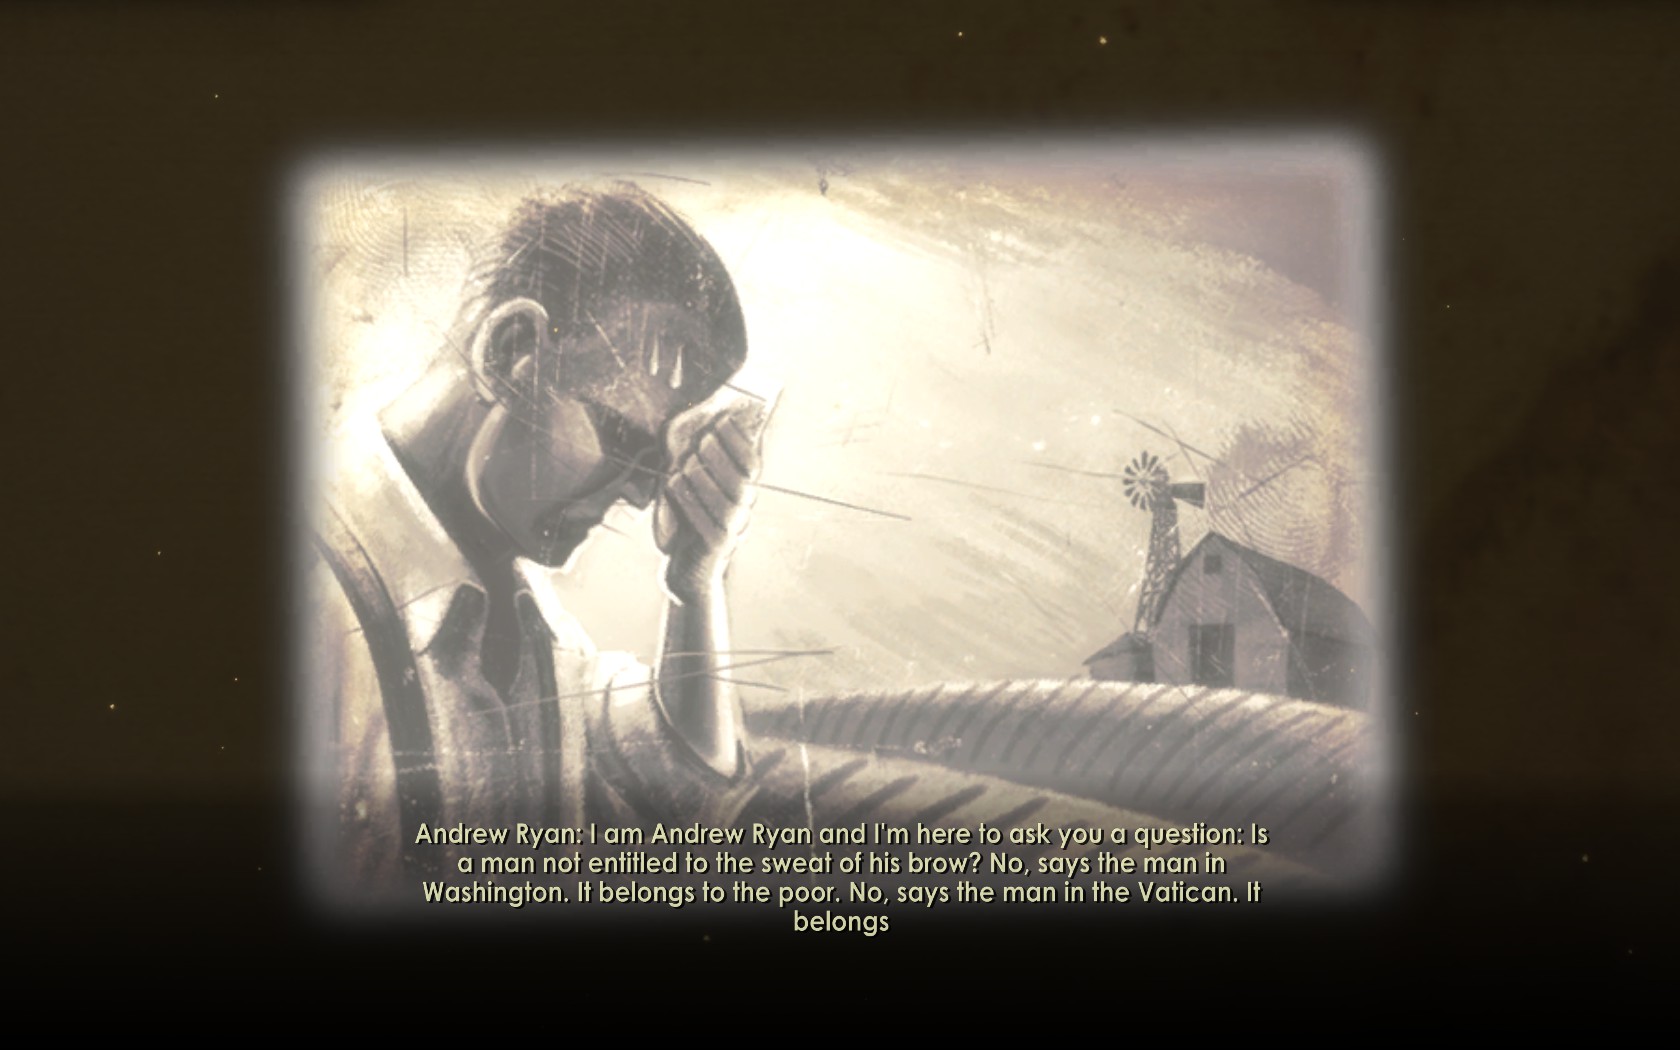 Andrew Ryan: I am Andrew Ryan and I'm here to ask you a question: Is
a man not entitled to the sweat of his brow? No, says the man in
Washington. It belongs to the poor. No, says the man in the Vatican. It
belongs